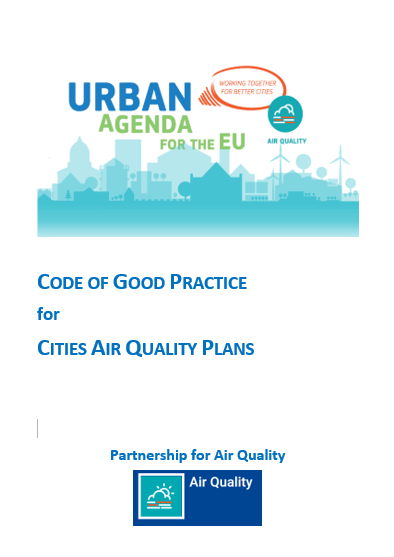 WORKING TOGETHER
FOR BETTER CITIES
URBAN
AGENDA
FOR THE EU
AIR QUALITY
CODE OF GOOD PRACTICE
for
CITIES AIR QUALITY PLANS
Partnership for Air Quality
Air Quality